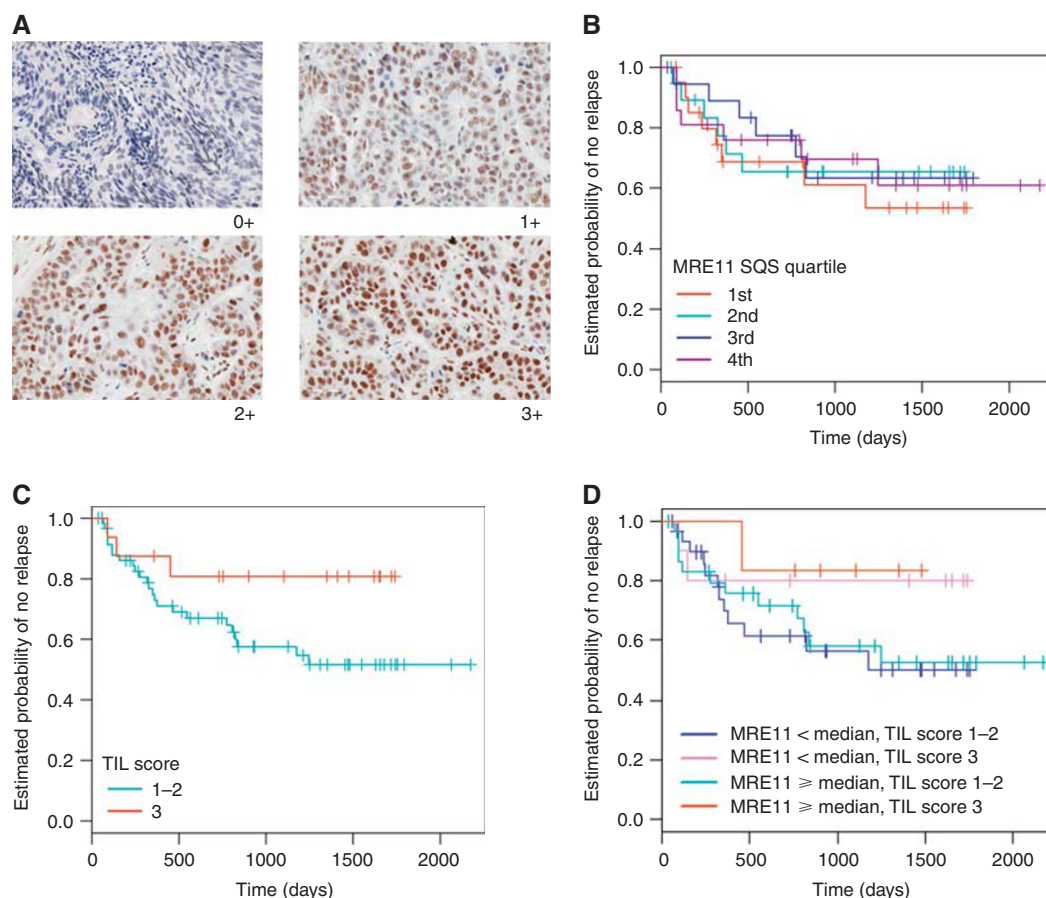 A
0+
1+
2+
3+
B
Estimated probability of no relapse
1.0
0.8
0.6
0.4
0.2
0.0
MRE11 SQS quartile
1st
2nd
3rd
4th
0 500 1000 1500 2000
Time (days)
C
Estimated probability of no relapse
1.0
0.8
0.6
0.4
0.2
0.0
TIL score
1–2
3
0 500 1000 1500 2000
Time (days)
D
Estimated probability of no relapse
1.0
0.8
0.6
0.4
0.2
0.0
MRE11 < median, TIL score 1–2
MRE11 < median, TIL score 3
MRE11 ⩾ median, TIL score 1–2
MRE11 ⩾ median, TIL score 3
0 500 1000 1500 2000
Time (days)